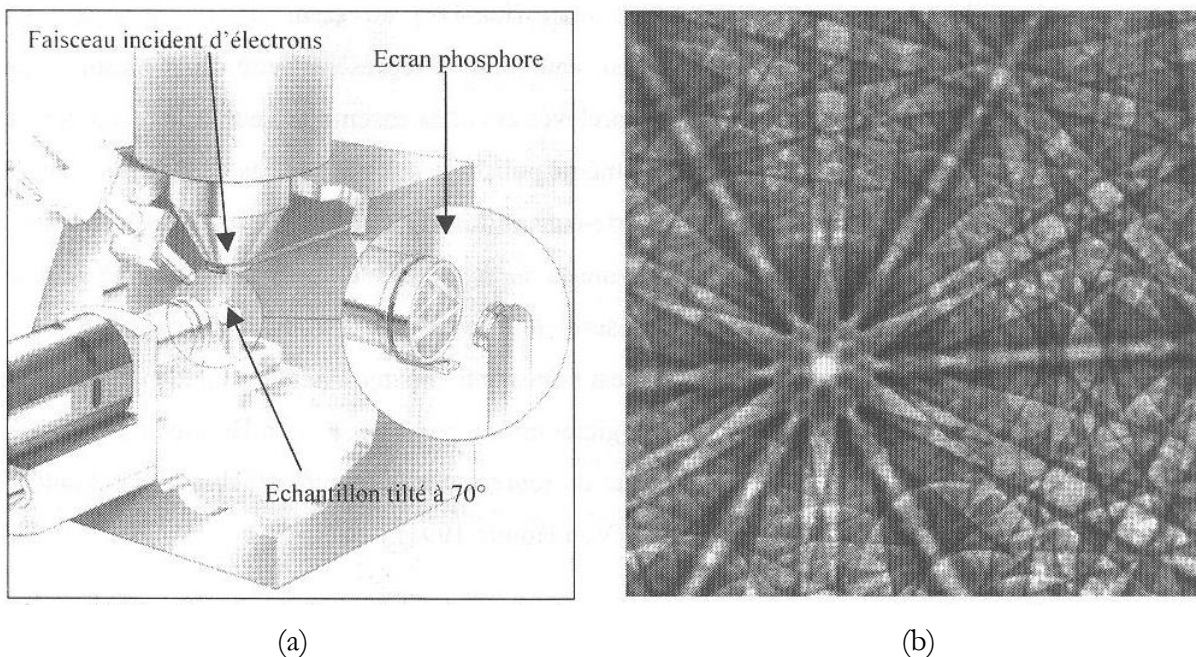 Faisceau incident d'électrons
Ecran phosphore
Echantillon tilté à 70°
(a)
(b)